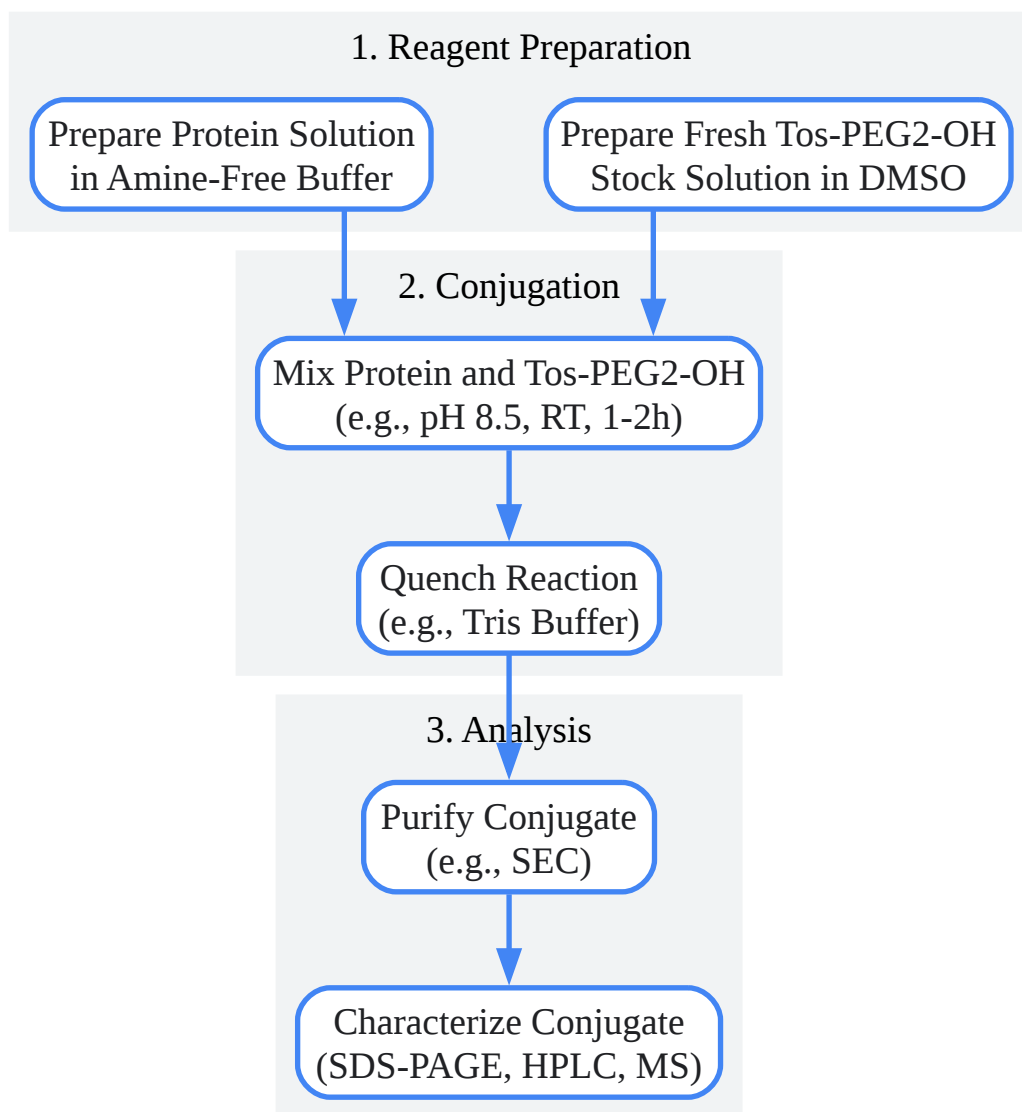 1. Reagent Preparation
Prepare Protein Solution
in Amine-Free Buffer
Prepare Fresh Tos-PEG2-OH
Stock Solution in DMSO
2. Conjugation
Mix Protein and Tos-PEG2-OH
(e.g., pH 8.5, RT, 1-2h)
Quench Reaction
(e.g., Tris Buffer)
3. Analysis
Purify Conjugate
(e.g., SEC)
Characterize Conjugate
(SDS-PAGE, HPLC, MS)